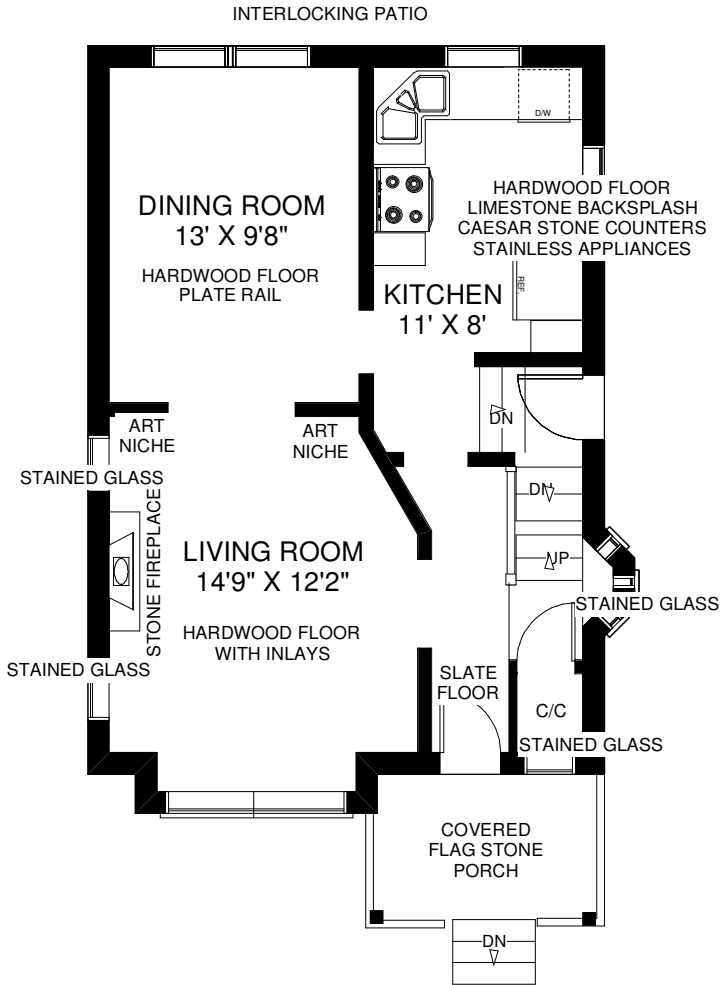 INTERLOCKING PATIO
D/W
DINING ROOM
13' X 9'8"
HARDWOOD FLOOR
PLATE RAIL
HARDWOOD FLOOR
LIMESTONE BACKSPLASH
CAESAR STONE COUNTERS
STAINLESS APPLIANCES
REF.
KITCHEN
11' X 8'
DN
ART
NICHE
ART
NICHE
STAINED GLASS
DN
STONE FIREPLACE
LIVING ROOM
14'9" X 12'2"
UP
STAINED GLASS
HARDWOOD FLOOR
WITH INLAYS
STAINED GLASS
SLATE
FLOOR
C/C
STAINED GLASS
COVERED
FLAG STONE
PORCH
DN